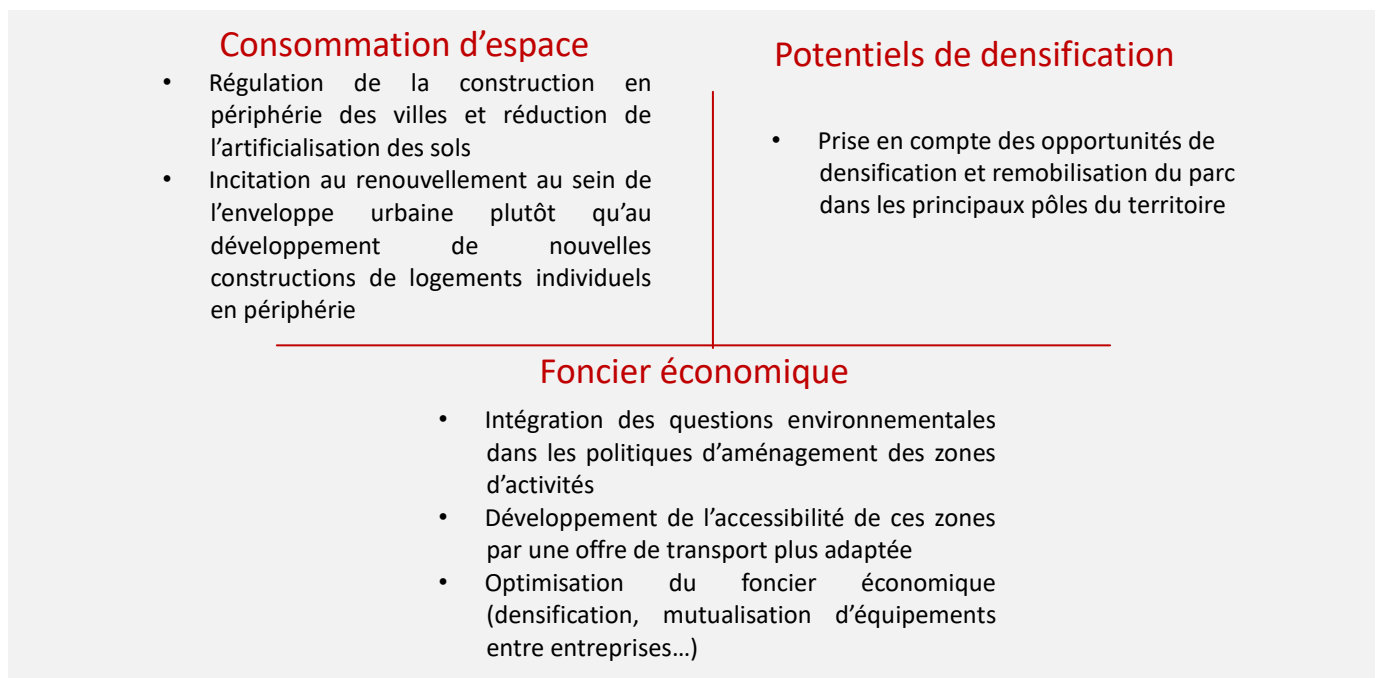 Consommation d’espace
• Régulation de la construction en
périphérie des villes et réduction de
l’artificialisation des sols
• Incitation au renouvellement au sein de
l’enveloppe urbaine plutôt qu’au
développement de nouvelles
constructions de logements individuels
en périphérie
Potentiels de densification
• Prise en compte des opportunités de
densification et remobilisation du parc
dans les principaux pôles du territoire
Foncier économique
• Intégration des questions environnementales
dans les politiques d’aménagement des zones
d’activités
• Développement de l’accessibilité de ces zones
par une offre de transport plus adaptée
• Optimisation du foncier économique
(densification, mutualisation d’équipements
entre entreprises…)